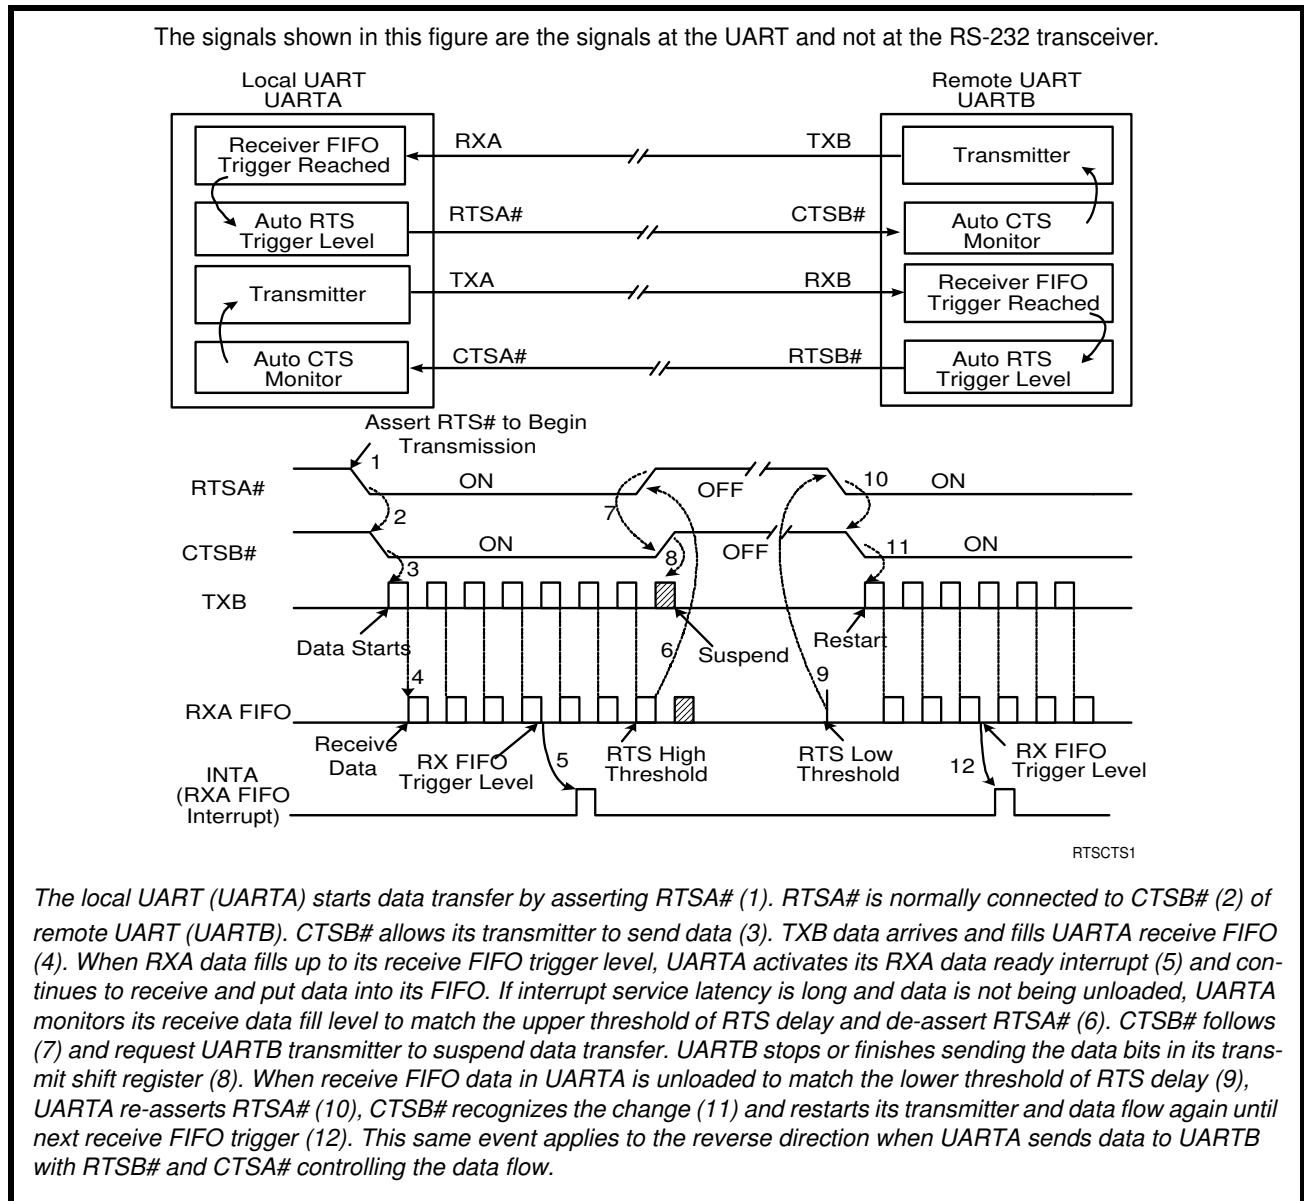 The signals shown in this figure are the signals at the UART and not at the RS-232 transceiver.
Local UART
UARTA
Remote UART
UARTB
Receiver FIFO
Trigger Reached
RXA
TXB
Transmitter
Auto RTS
Trigger Level
RTSA#
CTSB#
Auto CTS
Monitor
Transmitter
TXA
RXB
Receiver FIFO
Trigger Reached
Auto CTS
Monitor
CTSA#
RTSB#
Auto RTS
Trigger Level
Assert RTS# to Begin
Transmission
1
RTSA#
ON
OFF
10
ON
2
7
CTSB#
ON
8
OFF
11
ON
3
TXB
Data Starts
6
Suspend
Restart
4
9
RXA FIFO
Receive
Data
RX FIFO
Trigger Level
5
RTS High
Threshold
RTS Low
Threshold
12
RX FIFO
Trigger Level
INTA
(RXA FIFO
Interrupt)
RTSCTS1
The local UART (UARTA) starts data transfer by asserting RTSA# (1). RTSA# is normally connected to CTSB# (2) of
remote UART (UARTB). CTSB# allows its transmitter to send data (3). TXB data arrives and fills UARTA receive FIFO
(4). When RXA data fills up to its receive FIFO trigger level, UARTA activates its RXA data ready interrupt (5) and con-
tinues to receive and put data into its FIFO. If interrupt service latency is long and data is not being unloaded, UARTA
monitors its receive data fill level to match the upper threshold of RTS delay and de-assert RTSA# (6). CTSB# follows
(7) and request UARTB transmitter to suspend data transfer. UARTB stops or finishes sending the data bits in its trans-
mit shift register (8). When receive FIFO data in UARTA is unloaded to match the lower threshold of RTS delay (9),
UARTA re-asserts RTSA# (10), CTSB# recognizes the change (11) and restarts its transmitter and data flow again until
next receive FIFO trigger (12). This same event applies to the reverse direction when UARTA sends data to UARTB
with RTSB# and CTSA# controlling the data flow.